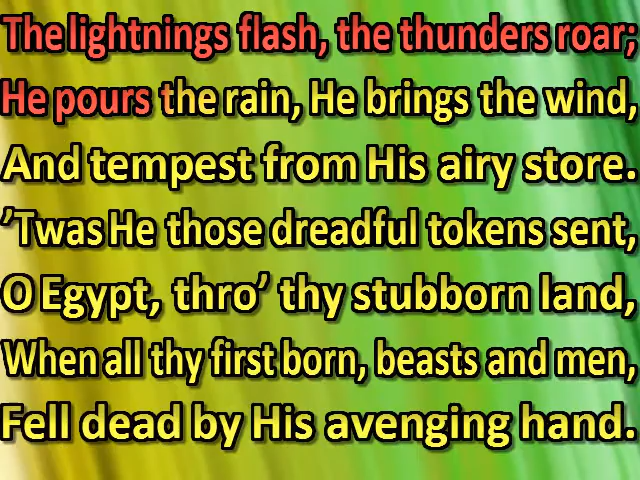 The lightnings flash, the thunders roar;
He pours the rain, He brings the wind,
And tempest from His airy store.
’Twas He those dreadful tokens sent,
O Egypt, thro’ thy stubborn land,
When all thy first born, beasts and men,
Fell dead by His avenging hand.